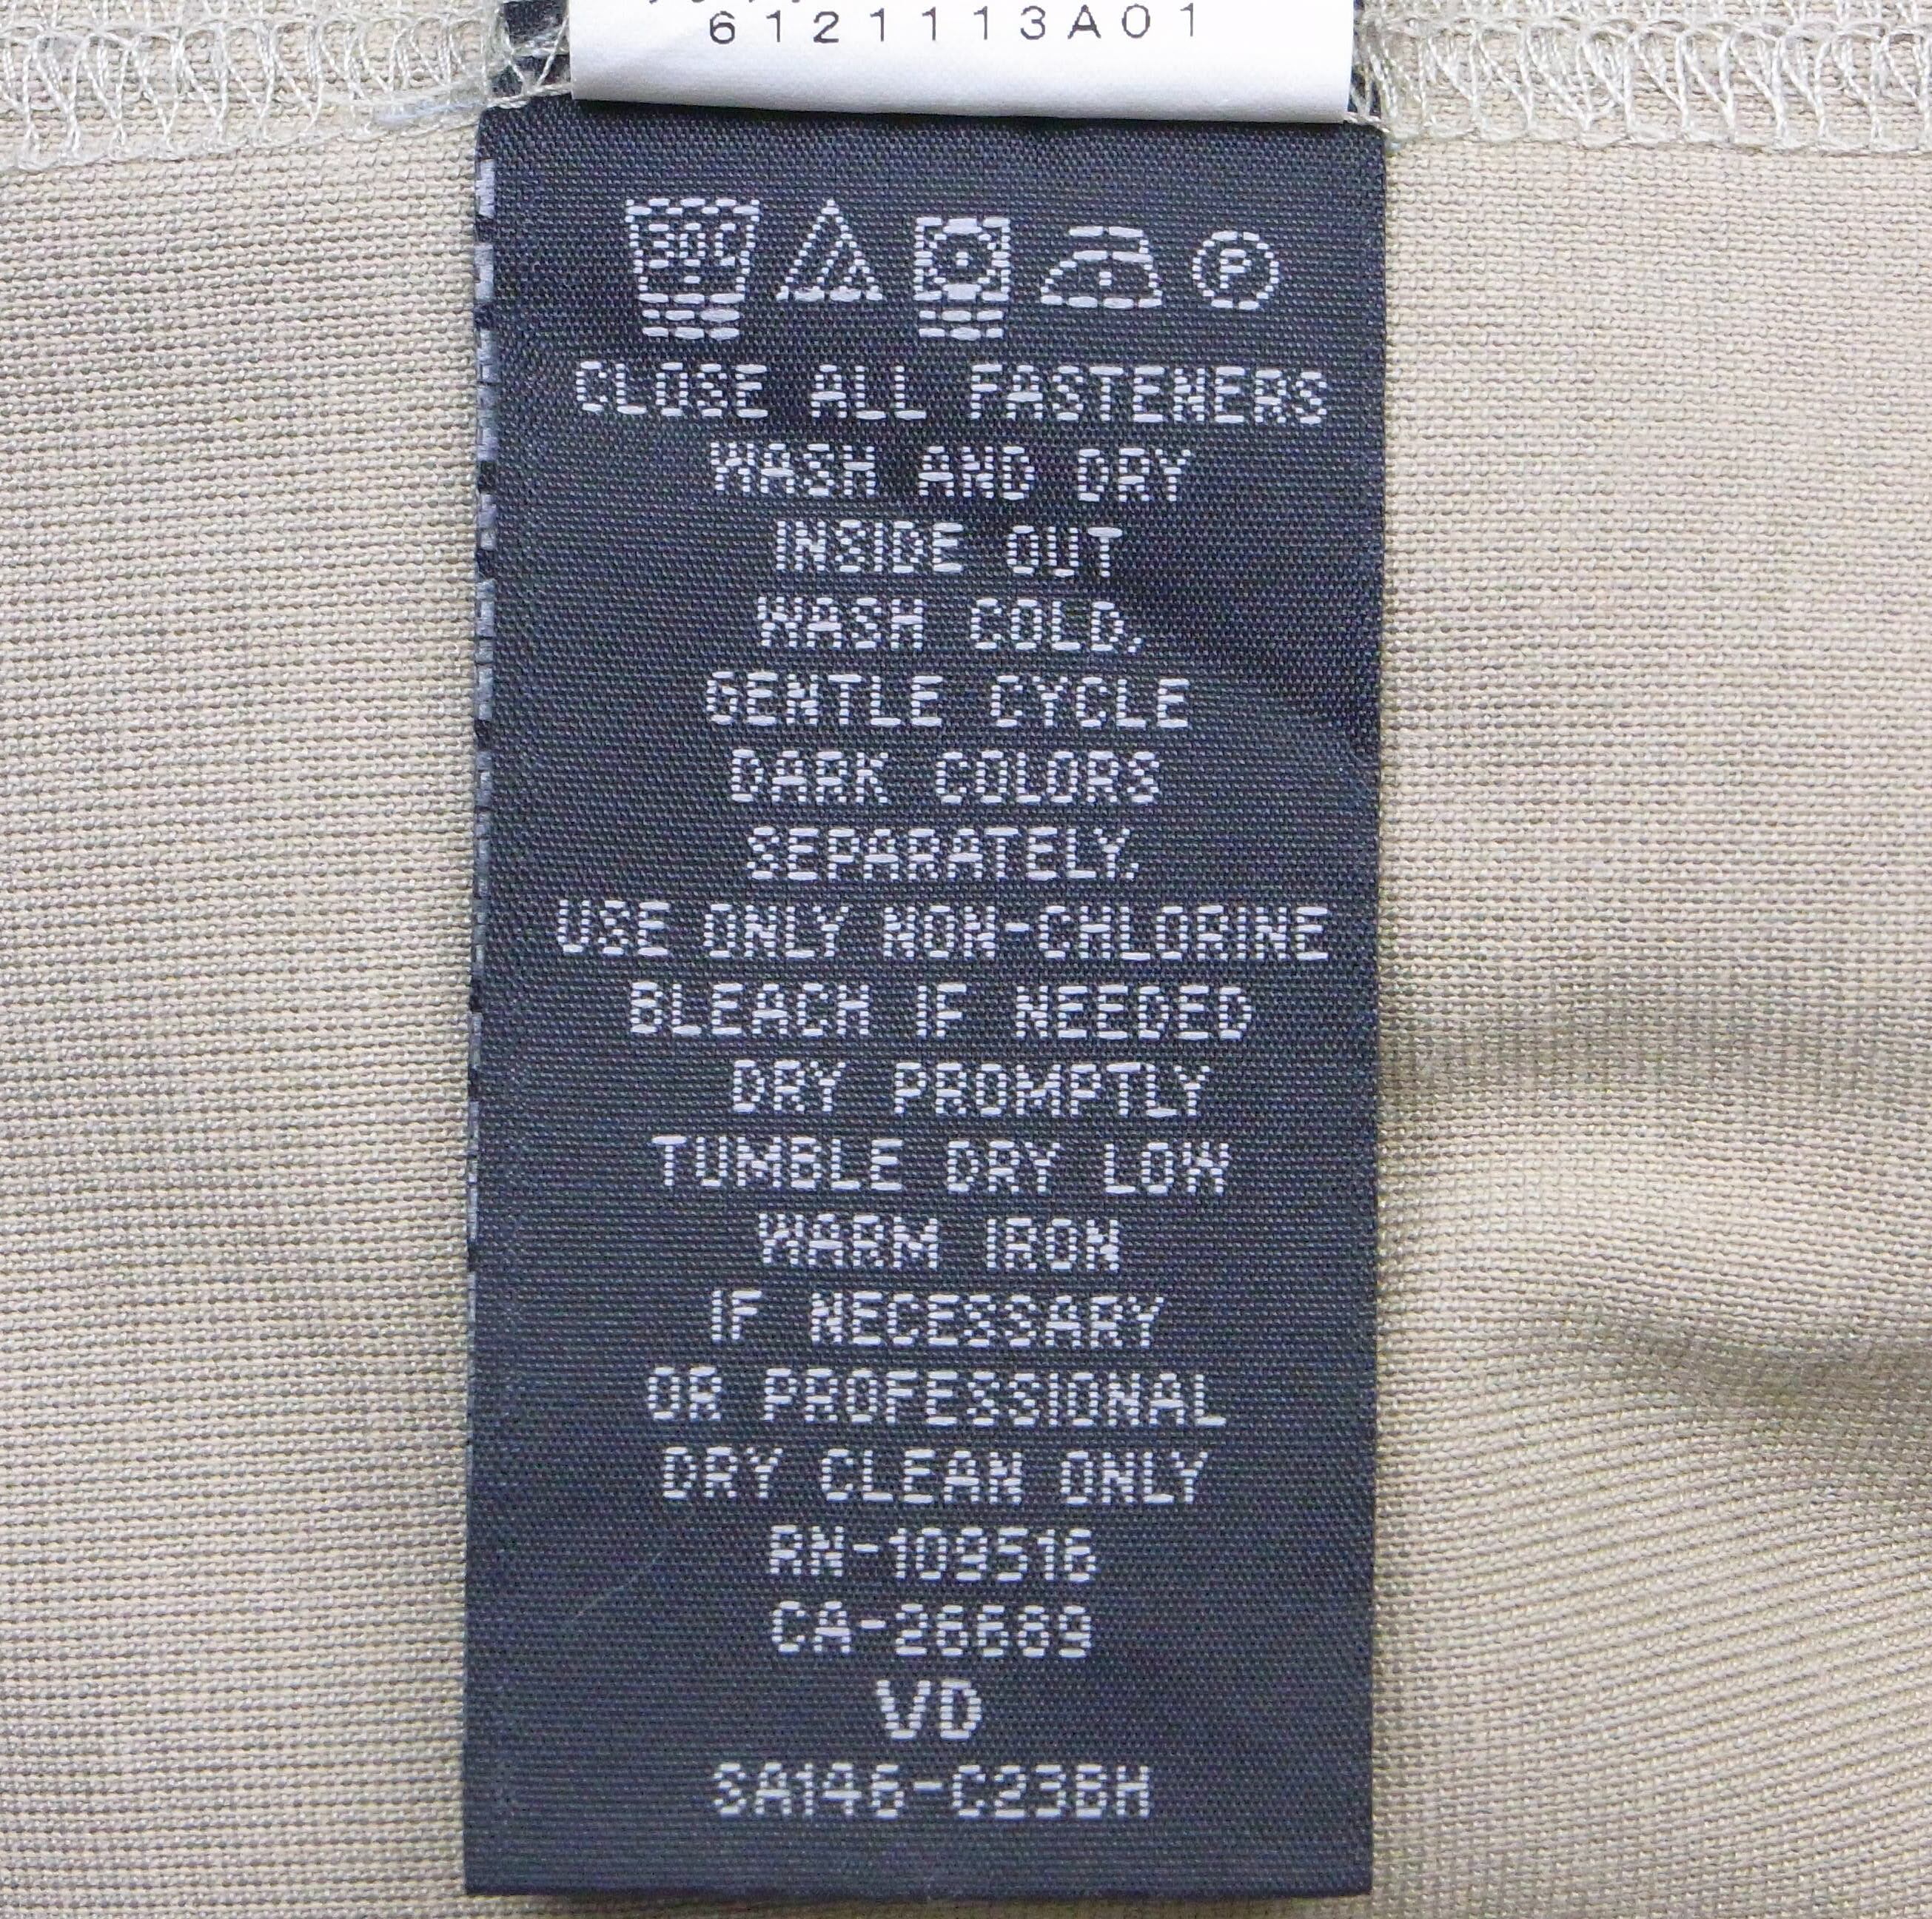 6121113A01
30C
P
CLOSE ALL FASTENERS
WASH AND DRY
INSIDE OUT
WASH COLD,
GENTLE CYCLE
DARK COLORS
SEPARATELY.
USE ONLY NON-CHLORINE
BLEACH IF NEEDED
DRY PROMPTLY
TUMBLE DRY LOW
WARM IRON
IF NECESSARY
OR PROFESSIONAL
DRY CLEAN ONLY
RN-109516
CA-26689
VD
SA146-C23BH